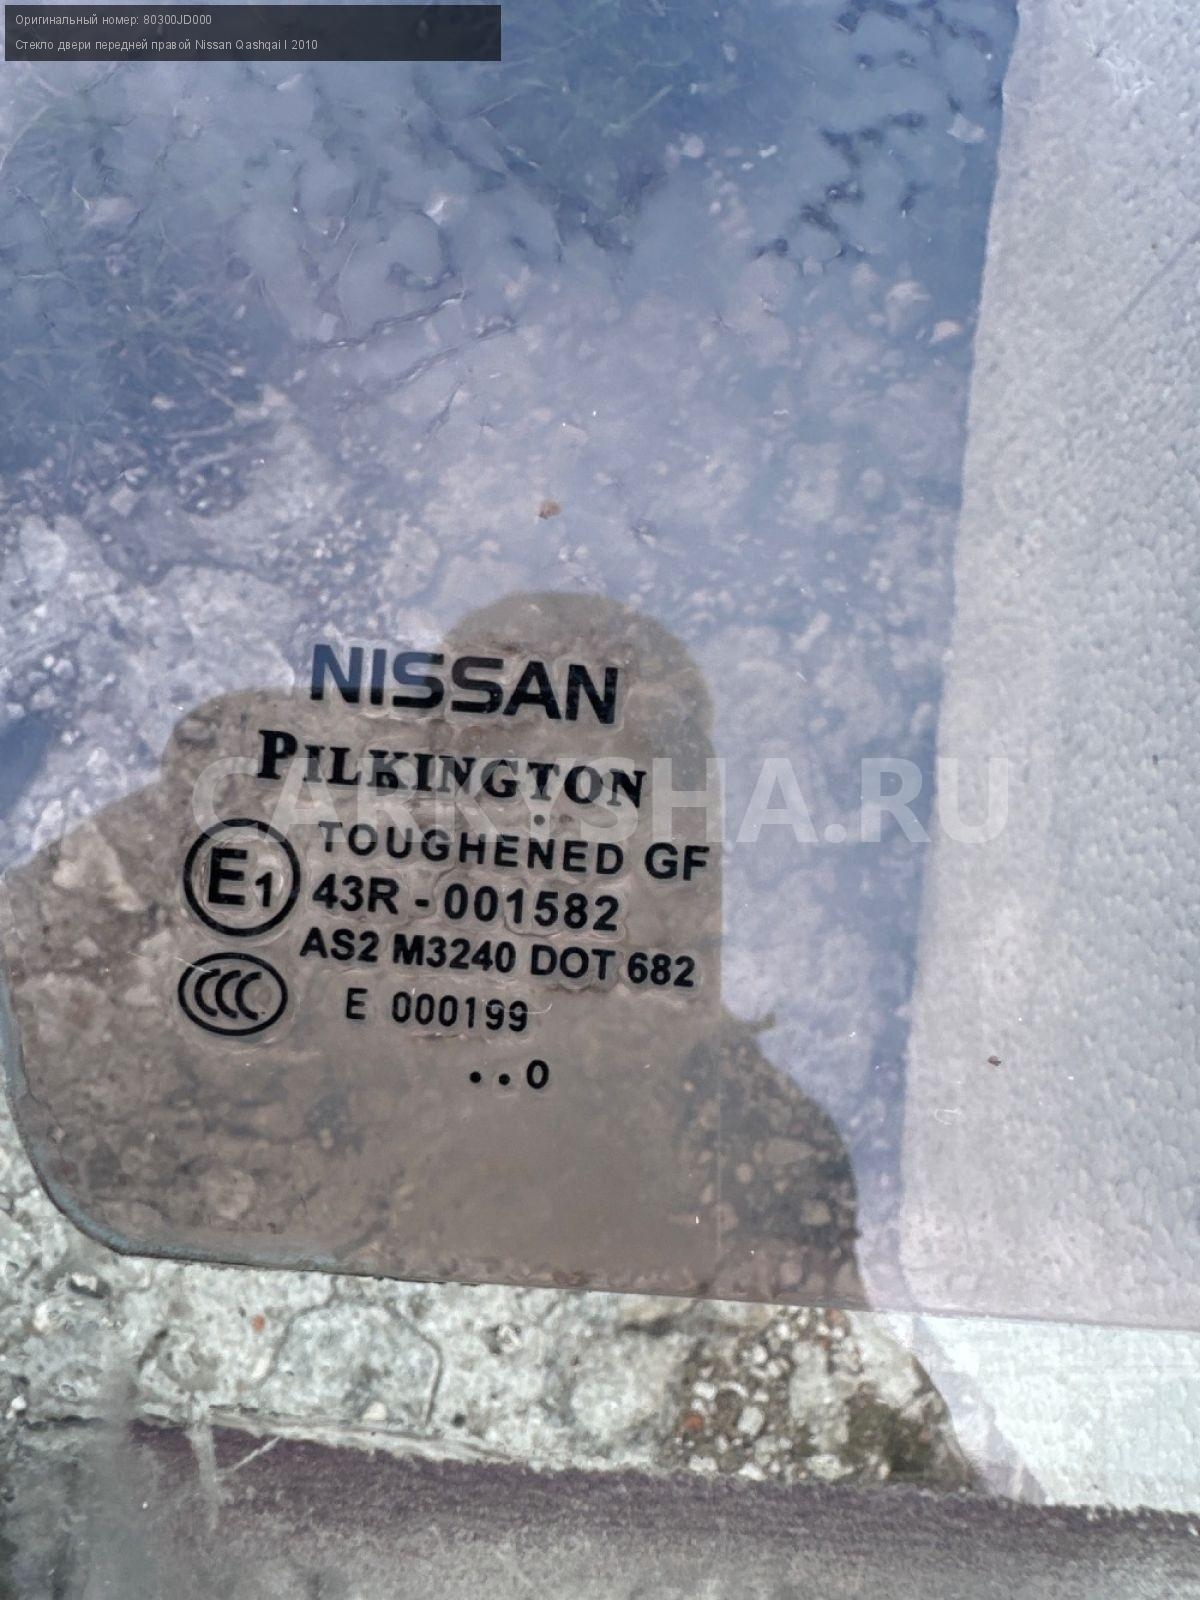 Оригинальный номер: 80300JD000
Стекло двери передней правой Nissan Qashqai I 2010
NISSAN
PILKINGTON
CARKYSHA.RU
TOUGHENED GF
E1 43R - 001582
AS2 M3240 DOT 682
CCC E 000199
..0